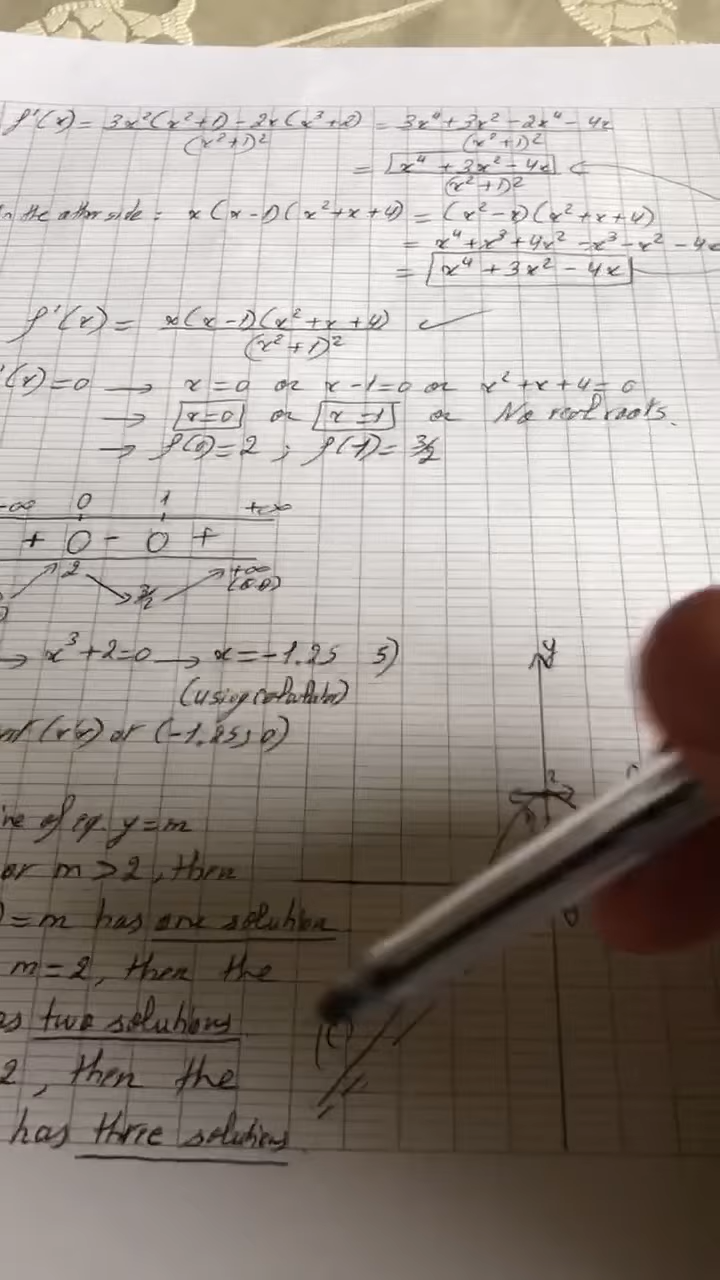 f'(x) = 3x²(x²+1) - 2x(x³+2) / (x²+1)² = 3x⁴+3x²-2x⁴-4x / (x²+1)²
= x⁴ + 3x² - 4x / (x²+1)²
n the other side: x(x-1)(x²+x+4) = (x²-x)(x²+x+4)
= x⁴+x³+4x²-x³-x²-4x
= x⁴ + 3x² - 4x
f'(x) = x(x-1)(x²+x+4) / (x²+1)²
'(x)=0 → x=0 or x-1=0 or x²+x+4=0
→ x=0 or x=1 or No real roots.
→ f(0)=2 ; f(1)=3/2
-∞ 0 1 +∞
+ 0 - 0 +
2 3/2 +∞
→ x³+2=0 → x=-1.25 5)
y
(using calculator)
(-1.25; 0)
2
ine of eq. y=m
or m>2, then
)=m has one solution
m=2, then the
as two solutions
(C)
2, then the
has three solutions